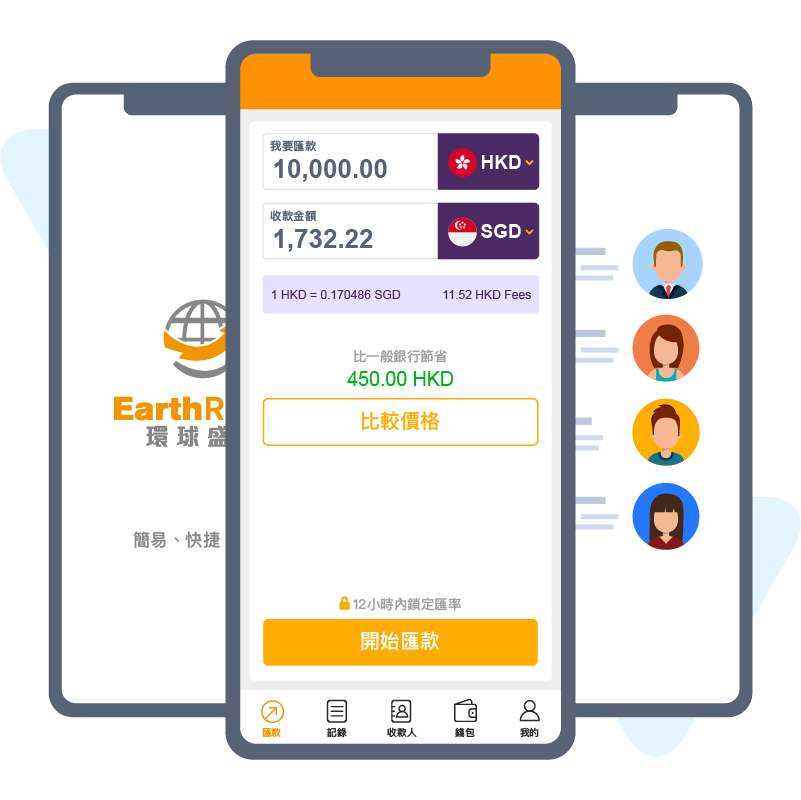 我要匯款
10,000.00
HKD
收款金額
1,732.22
SGD
1 HKD = 0.170486 SGD
11.52 HKD Fees
比一般銀行節省
450.00 HKD
比較價格
12小時內鎖定匯率
開始匯款
匯款
記錄
收款人
錢包
我的
EarthR
環球盛
簡易、快捷